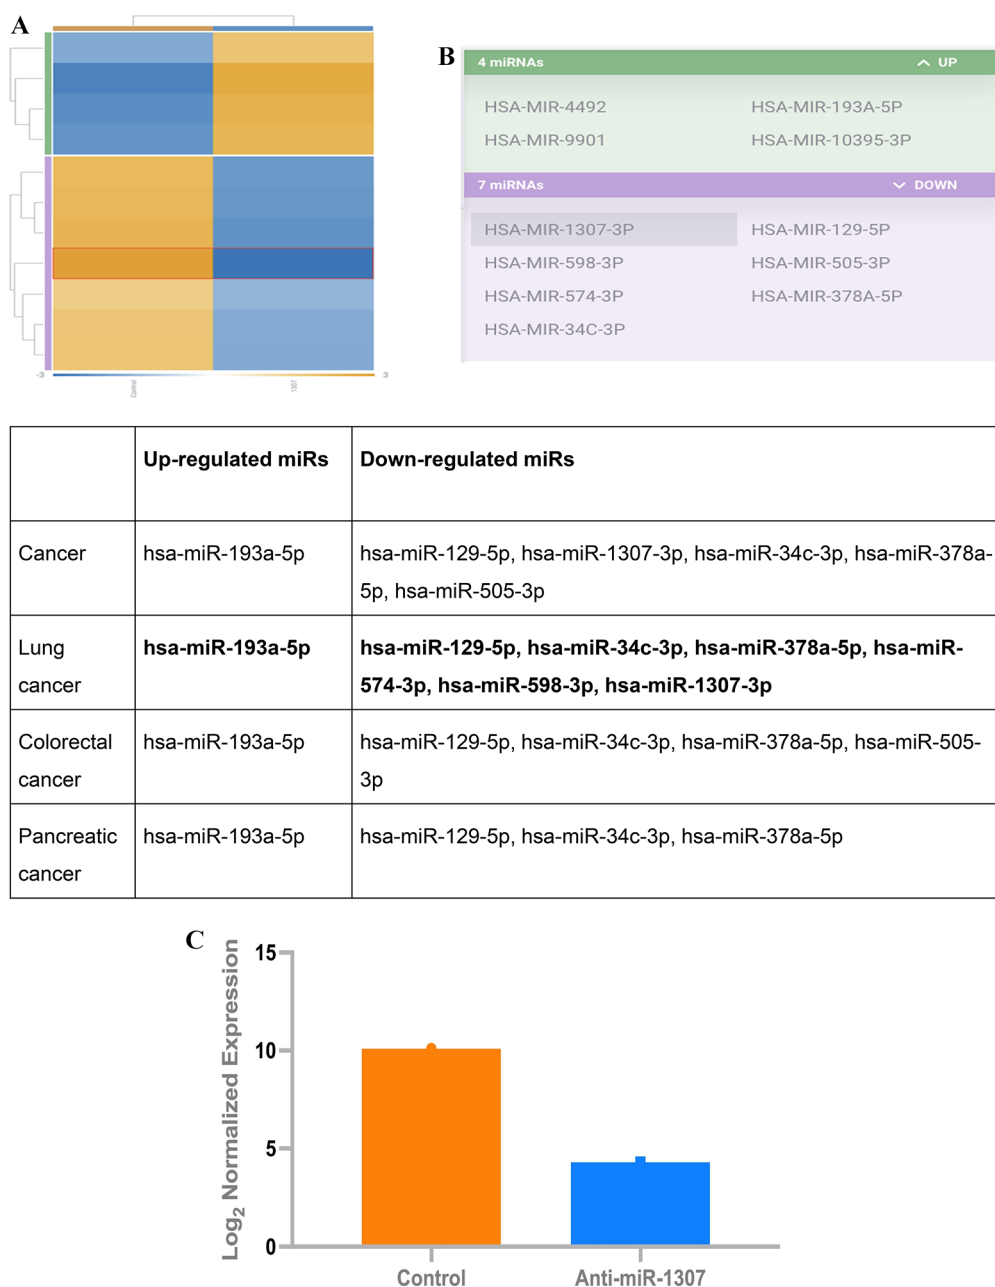 A
-3
3
Control
1307
B
4 miRNAs UP
HSA-MIR-4492 HSA-MIR-193A-5P
HSA-MIR-9901 HSA-MIR-10395-3P
7 miRNAs DOWN
HSA-MIR-1307-3P HSA-MIR-129-5P
HSA-MIR-598-3P HSA-MIR-505-3P
HSA-MIR-574-3P HSA-MIR-378A-5P
HSA-MIR-34C-3P
Up-regulated miRs Down-regulated miRs
Cancer hsa-miR-193a-5p hsa-miR-129-5p, hsa-miR-1307-3p, hsa-miR-34c-3p, hsa-miR-378a-
5p, hsa-miR-505-3p
Lung hsa-miR-193a-5p hsa-miR-129-5p, hsa-miR-34c-3p, hsa-miR-378a-5p, hsa-miR-
cancer 574-3p, hsa-miR-598-3p, hsa-miR-1307-3p
Colorectal hsa-miR-193a-5p hsa-miR-129-5p, hsa-miR-34c-3p, hsa-miR-378a-5p, hsa-miR-505-
cancer 3p
Pancreatic hsa-miR-193a-5p hsa-miR-129-5p, hsa-miR-34c-3p, hsa-miR-378a-5p
cancer
C
Log2 Normalized Expression
15
10
5
0
Control Anti-miR-1307